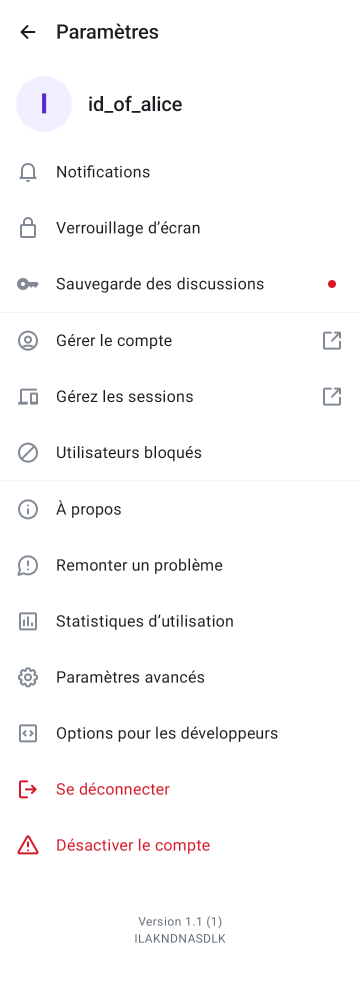 Paramètres
I
id_of_alice
Notifications
Verrouillage d’écran
Sauvegarde des discussions
Gérer le compte
Gérez les sessions
Utilisateurs bloqués
À propos
Remonter un problème
Statistiques d’utilisation
Paramètres avancés
Options pour les développeurs
Se déconnecter
Désactiver le compte
Version 1.1 (1)
ILAKNDNASDLK